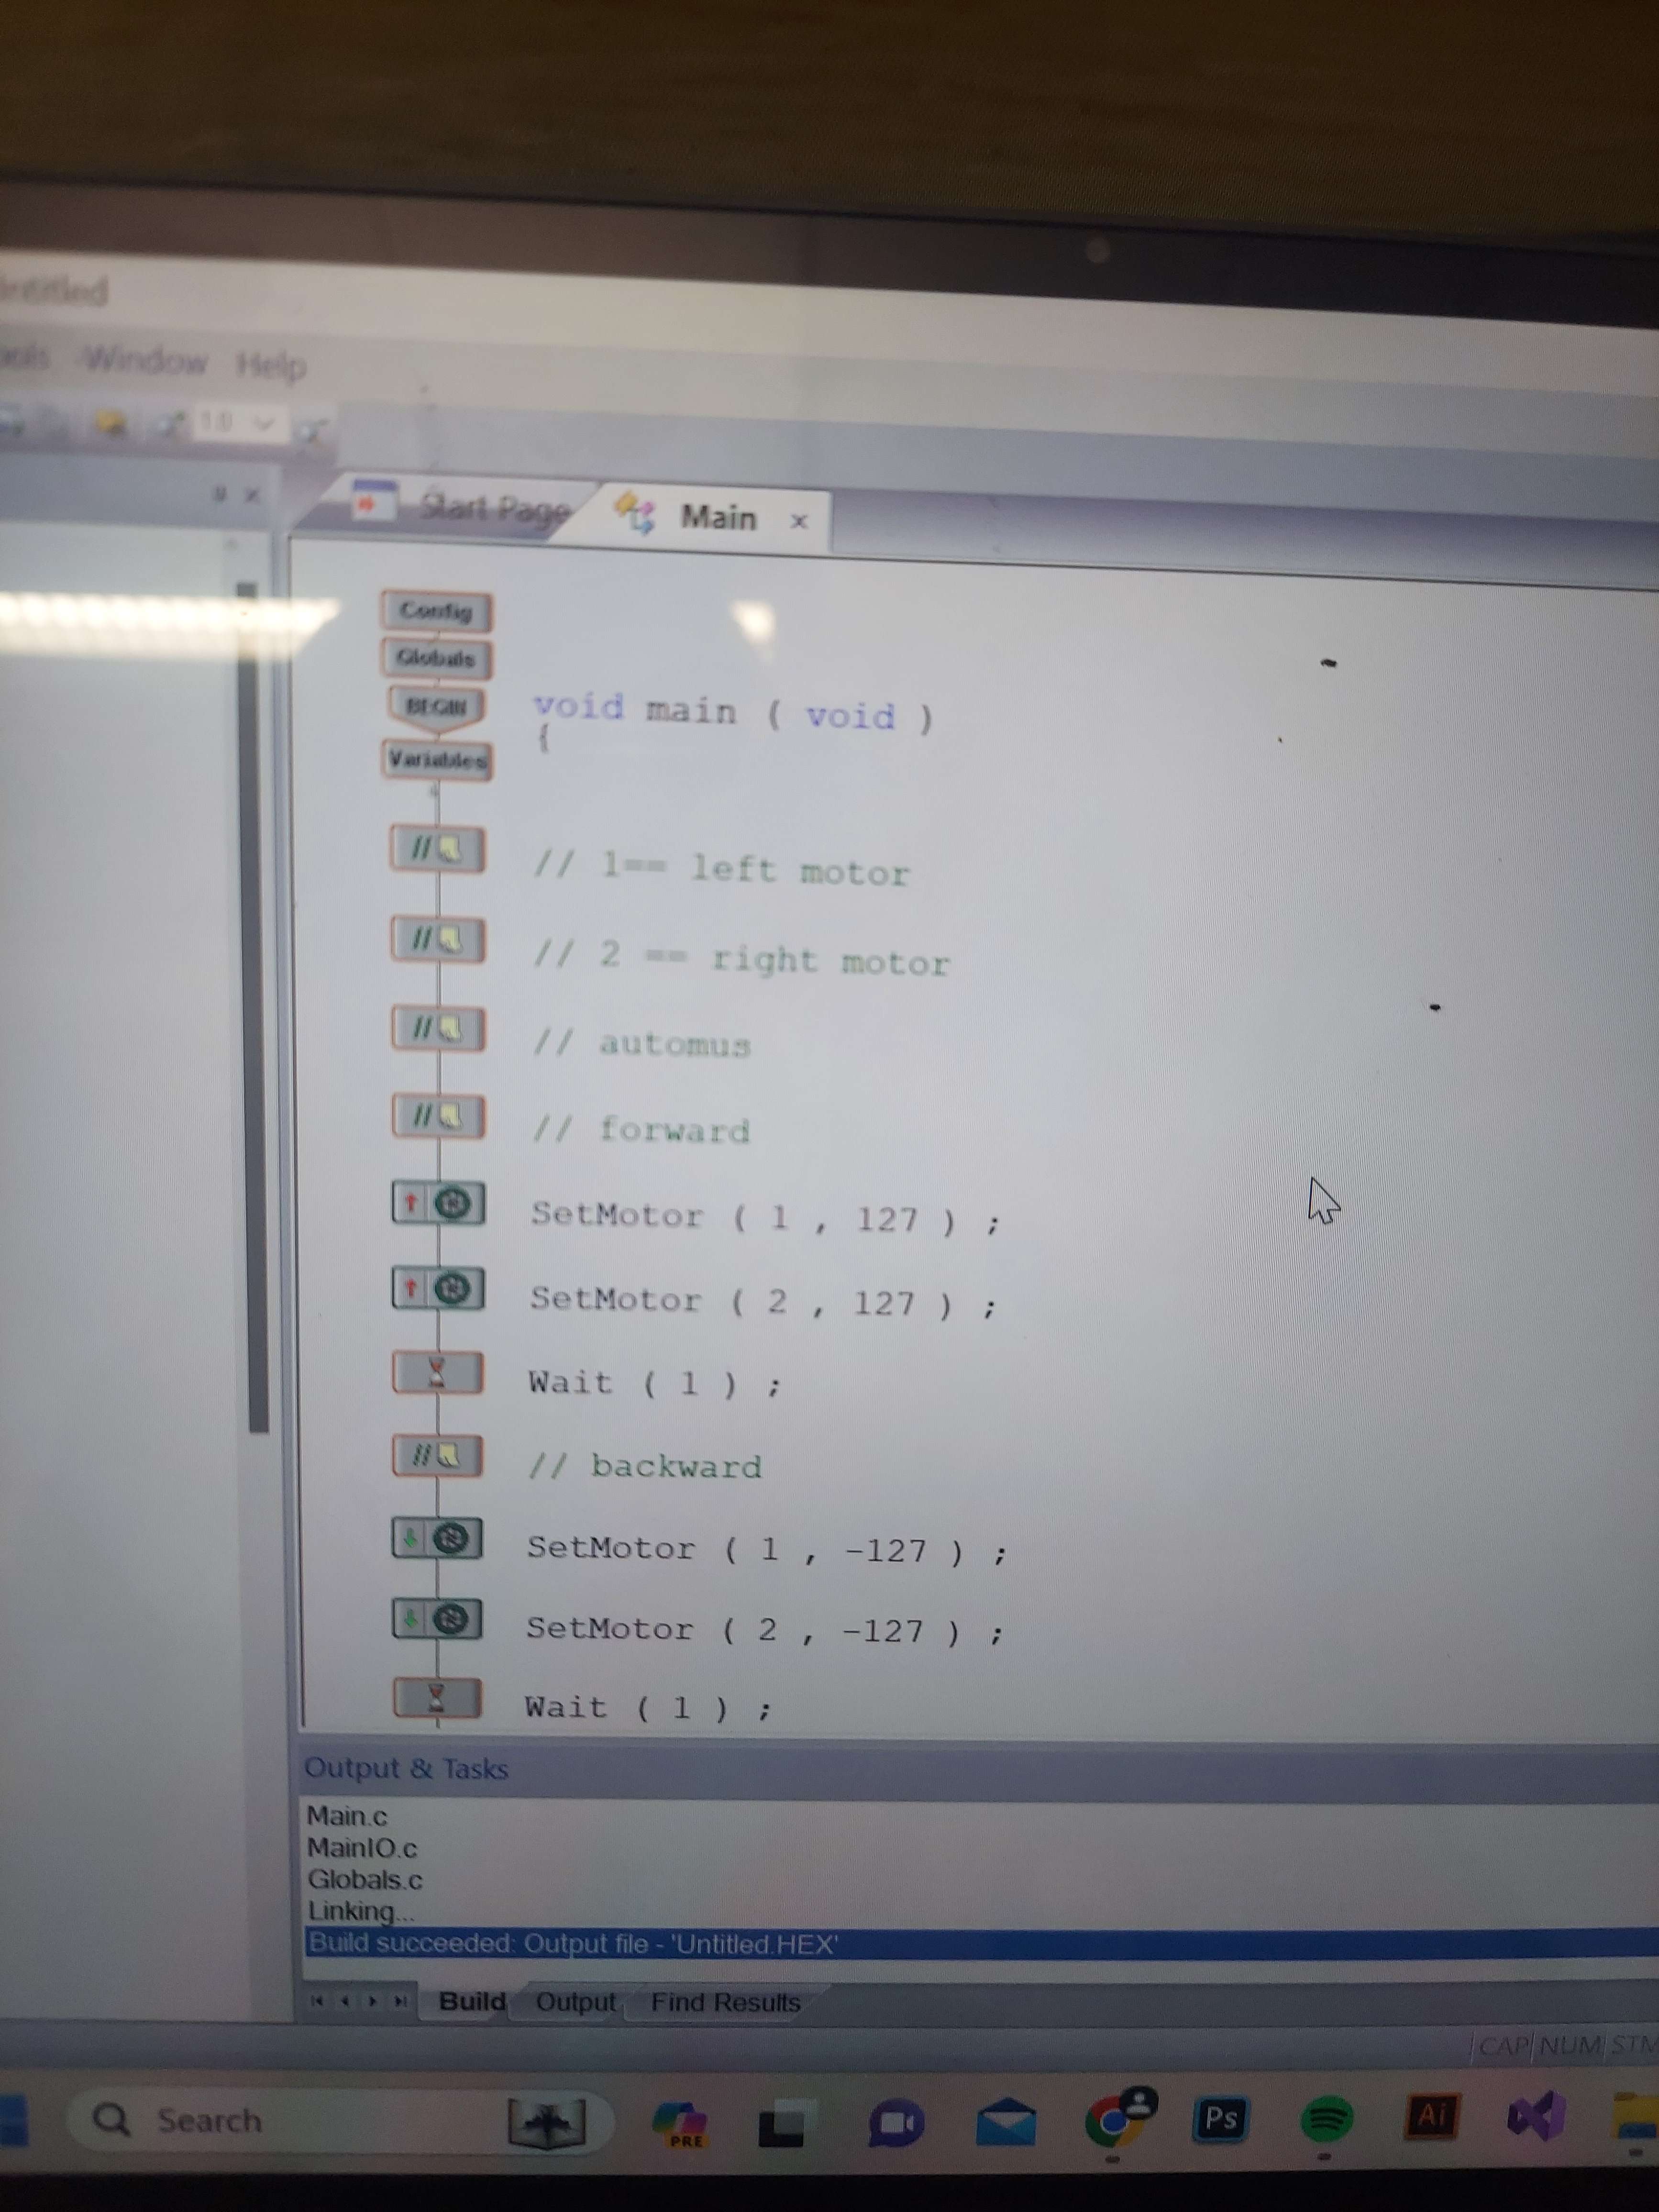 Untitled
Window Help
1.0
Start Page Main x
Config
Globals
BEGIN void main ( void )
{
Variables
// 1== left motor
// 2 == right motor
// automus
// forward
SetMotor ( 1 , 127 ) ;
SetMotor ( 2 , 127 ) ;
Wait ( 1 ) ;
// backward
SetMotor ( 1 , -127 ) ;
SetMotor ( 2 , -127 ) ;
Wait ( 1 ) ;
Output & Tasks
Main.c
MainIO.c
Globals.c
Linking...
Build succeeded: Output file - 'Untitled.HEX'
Build Output Find Results
CAP NUM
Search
PRE
Ps
Ai